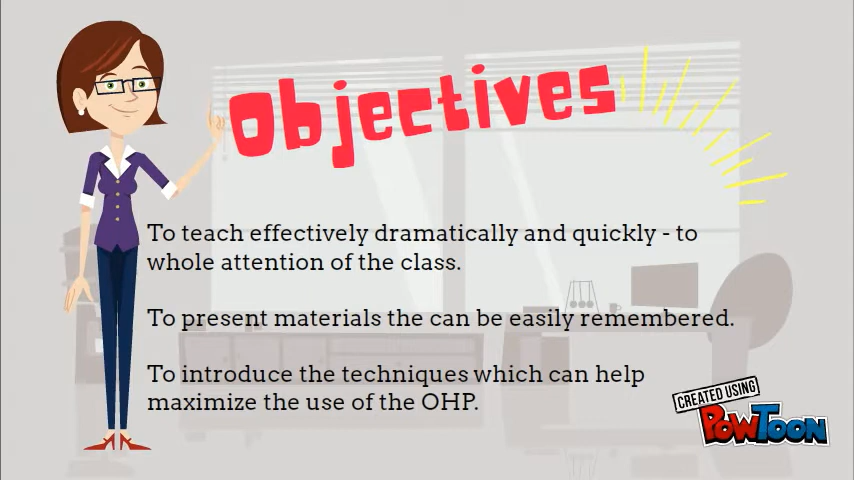 Objectives
To teach effectively dramatically and quickly - to
whole attention of the class.
To present materials the can be easily remembered.
To introduce the techniques which can help
maximize the use of the OHP.
CREATED USING
POWTOON